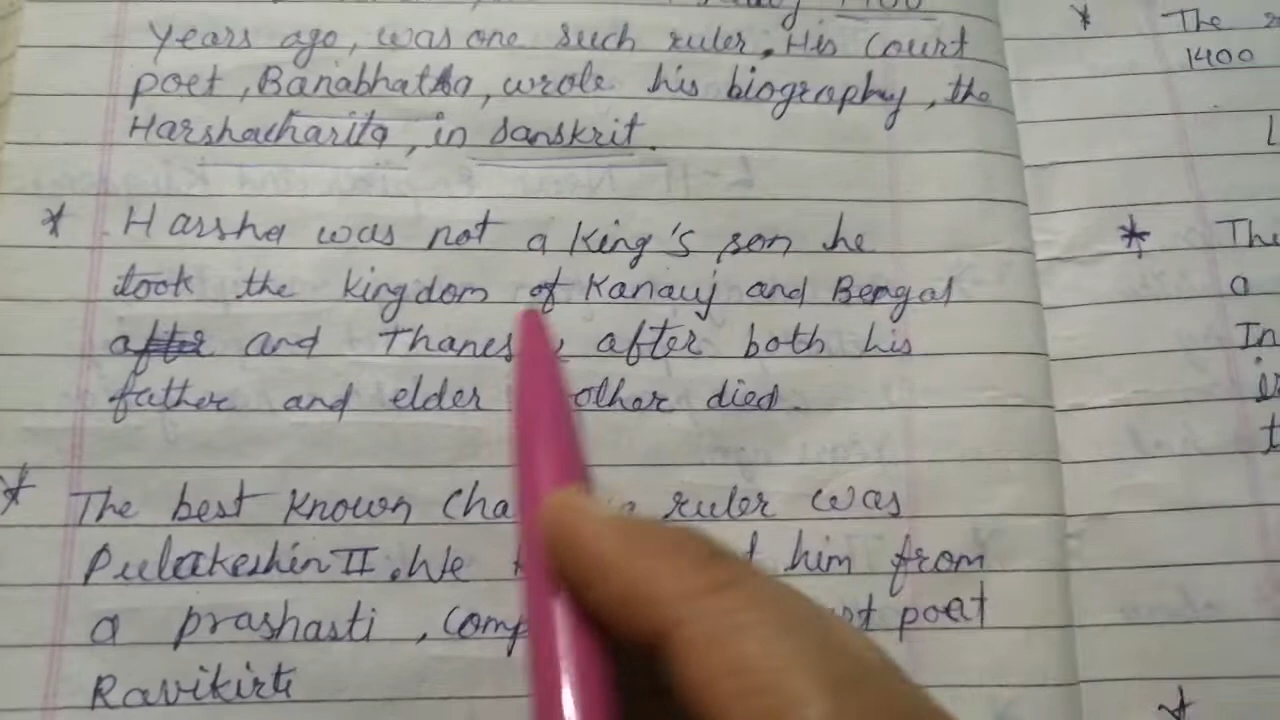 1400
years ago, was one such ruler. His Court
poet, Banabhatta, wrote his biography, the
Harshacharita, in Sanskrit.
* Harsha was not a King's son he
took the kingdom of Kanauj and Bengal
after and Thanes after both his
father and elder other died.
* The best Known Cha ruler was
Pulakeshin II. We him from
a prashasti, Comp poet
Ravikirti
* The
1400
L
* The
a
In
t
*